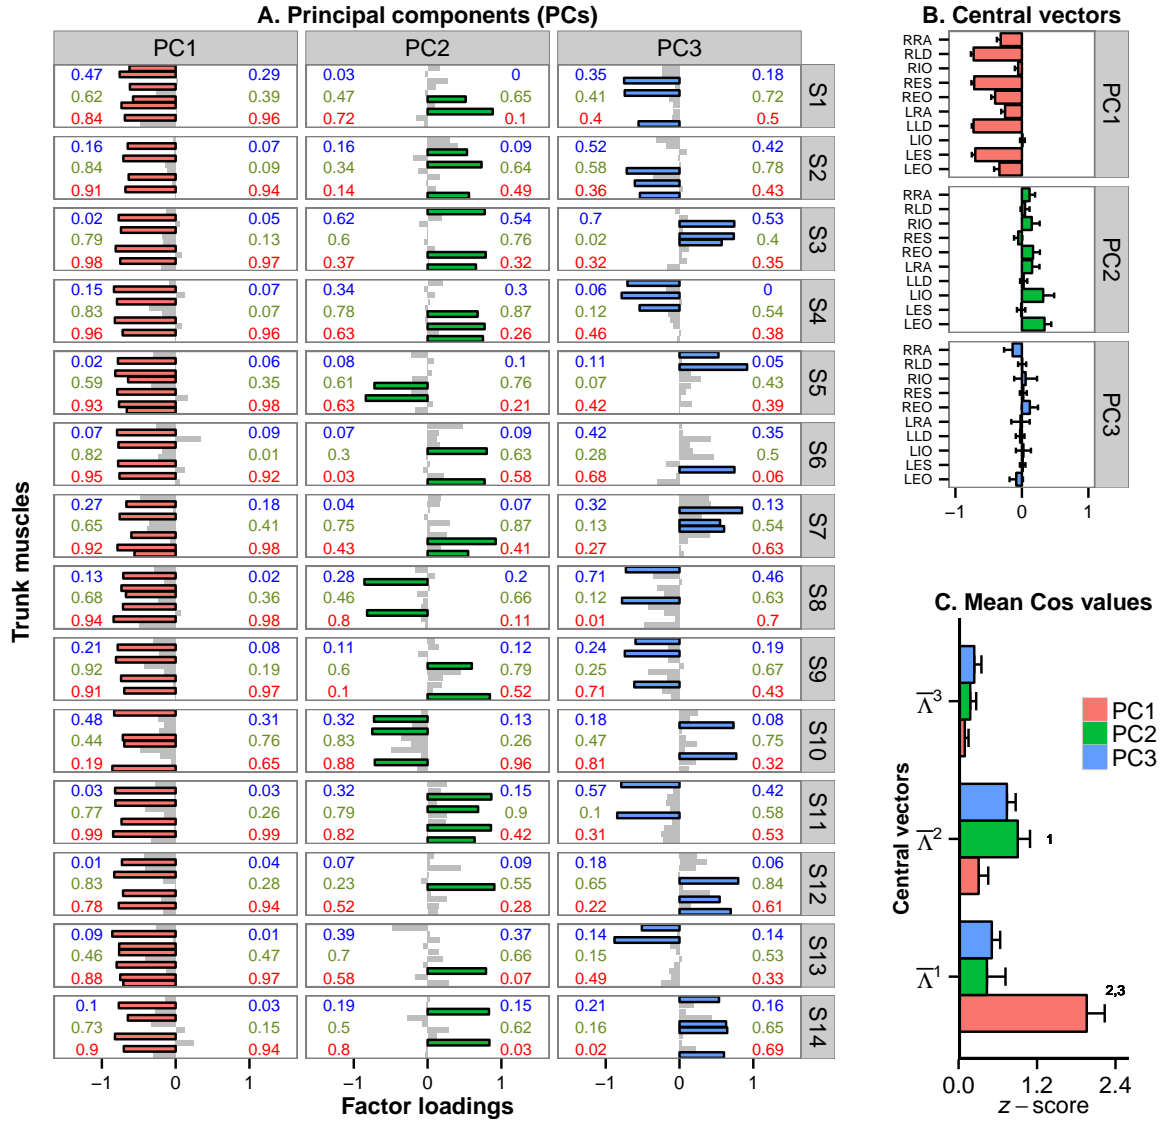 A. Principal components (PCs)
PC1 PC2 PC3
0.47 0.29 0.03 0 0.35 0.18
0.62 0.39 0.47 0.65 0.41 0.72
0.84 0.96 0.72 0.1 0.4 0.5
S1
0.16 0.07 0.16 0.09 0.52 0.42
0.84 0.09 0.34 0.64 0.58 0.78
0.91 0.94 0.14 0.49 0.36 0.43
S2
0.02 0.05 0.62 0.54 0.7 0.53
0.79 0.13 0.6 0.76 0.02 0.4
0.98 0.97 0.37 0.32 0.32 0.35
S3
0.15 0.07 0.34 0.3 0.06 0
0.83 0.07 0.78 0.87 0.12 0.54
0.96 0.96 0.63 0.26 0.46 0.38
S4
0.02 0.06 0.08 0.1 0.11 0.05
0.59 0.35 0.61 0.76 0.07 0.43
0.93 0.98 0.63 0.21 0.42 0.39
S5
0.07 0.09 0.07 0.09 0.42 0.35
0.82 0.01 0.3 0.63 0.28 0.5
0.95 0.92 0.03 0.58 0.68 0.06
S6
0.27 0.18 0.04 0.07 0.32 0.13
0.65 0.41 0.75 0.87 0.13 0.54
0.92 0.98 0.43 0.41 0.27 0.63
S7
0.13 0.02 0.28 0.2 0.71 0.46
0.68 0.36 0.46 0.66 0.12 0.63
0.94 0.98 0.8 0.11 0.01 0.7
S8
0.21 0.08 0.11 0.12 0.24 0.19
0.92 0.19 0.6 0.79 0.25 0.67
0.91 0.97 0.1 0.52 0.71 0.43
S9
0.48 0.31 0.32 0.13 0.18 0.08
0.44 0.76 0.83 0.26 0.47 0.75
0.19 0.65 0.88 0.96 0.81 0.32
S10
0.03 0.03 0.32 0.15 0.57 0.42
0.77 0.26 0.79 0.9 0.1 0.58
0.99 0.99 0.82 0.42 0.31 0.53
S11
0.01 0.04 0.07 0.09 0.18 0.06
0.83 0.28 0.23 0.55 0.65 0.84
0.78 0.94 0.52 0.28 0.22 0.61
S12
0.09 0.01 0.39 0.37 0.14 0.14
0.46 0.47 0.7 0.66 0.15 0.53
0.88 0.97 0.58 0.07 0.49 0.33
S13
0.1 0.03 0.19 0.15 0.21 0.16
0.73 0.15 0.5 0.62 0.16 0.65
0.9 0.94 0.8 0.03 0.02 0.69
S14
−1 0 1 −1 0 1 −1 0 1
Factor loadings
Trunk muscles
B. Central vectors
RRA
RLD
RIO
RES
REO
LRA
LLD
LIO
LES
LEO
PC1
RRA
RLD
RIO
RES
REO
LRA
LLD
LIO
LES
LEO
PC2
RRA
RLD
RIO
RES
REO
LRA
LLD
LIO
LES
LEO
PC3
−1 0 1
C. Mean Cos values
Λ̅³
Λ̅² 1
Λ̅¹ 2,3
PC1
PC2
PC3
0.0 1.2 2.4
z − score
Central vectors